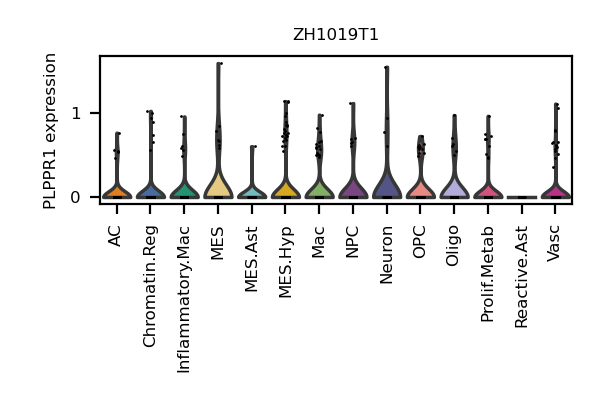 ZH1019T1
PLPPR1 expression
1
0
AC
Chromatin.Reg
Inflammatory.Mac
MES
MES.Ast
MES.Hyp
Mac
NPC
Neuron
OPC
Oligo
Prolif.Metab
Reactive.Ast
Vasc